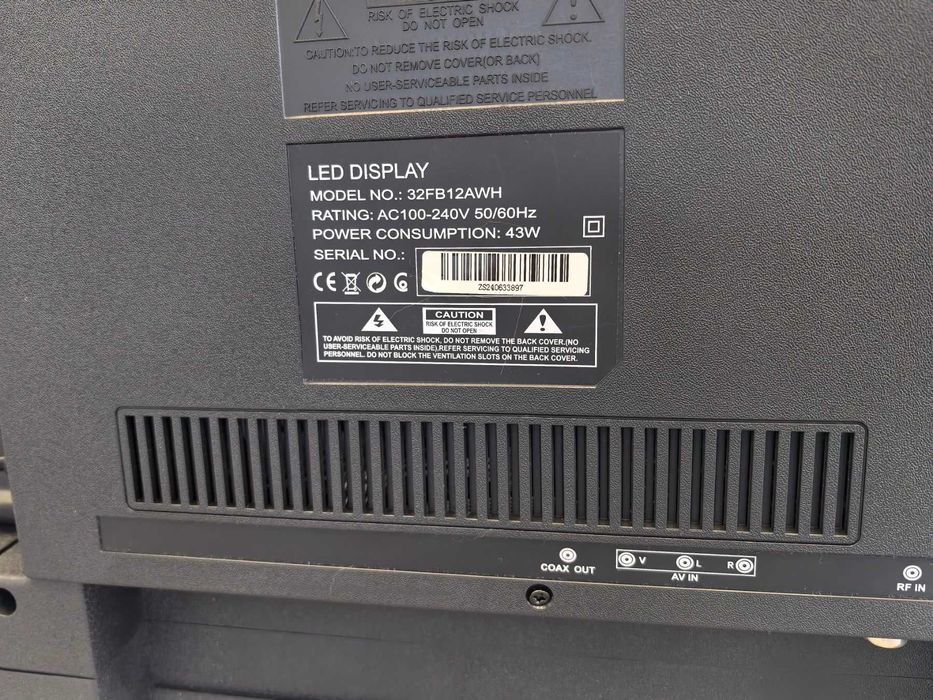 RISK OF ELECTRIC SHOCK
DO NOT OPEN
CAUTION:TO REDUCE THE RISK OF ELECTRIC SHOCK.
DO NOT REMOVE COVER(OR BACK)
NO USER-SERVICEABLE PARTS INSIDE
REFER SERVICING TO QUALIFIED SERVICE PERSONNEL
LED DISPLAY
MODEL NO.: 32FB12AWH
RATING: AC100-240V 50/60Hz
POWER CONSUMPTION: 43W
SERIAL NO.:
ZS240633897
CE
CAUTION
RISK OF ELECTRIC SHOCK
DO NOT OPEN
TO AVOID RISK OF ELECTRIC SHOCK, DO NOT REMOVE THE BACK COVER.(NO
USER-SERVICEABLE PARTS INSIDE),REFER SERVICING TO QUALIFIED SERVICING
PERSONNEL. DO NOT BLOCK THE VENTILATION SLOTS ON THE BACK COVER.
COAX OUT
V L R
AV IN
RF IN